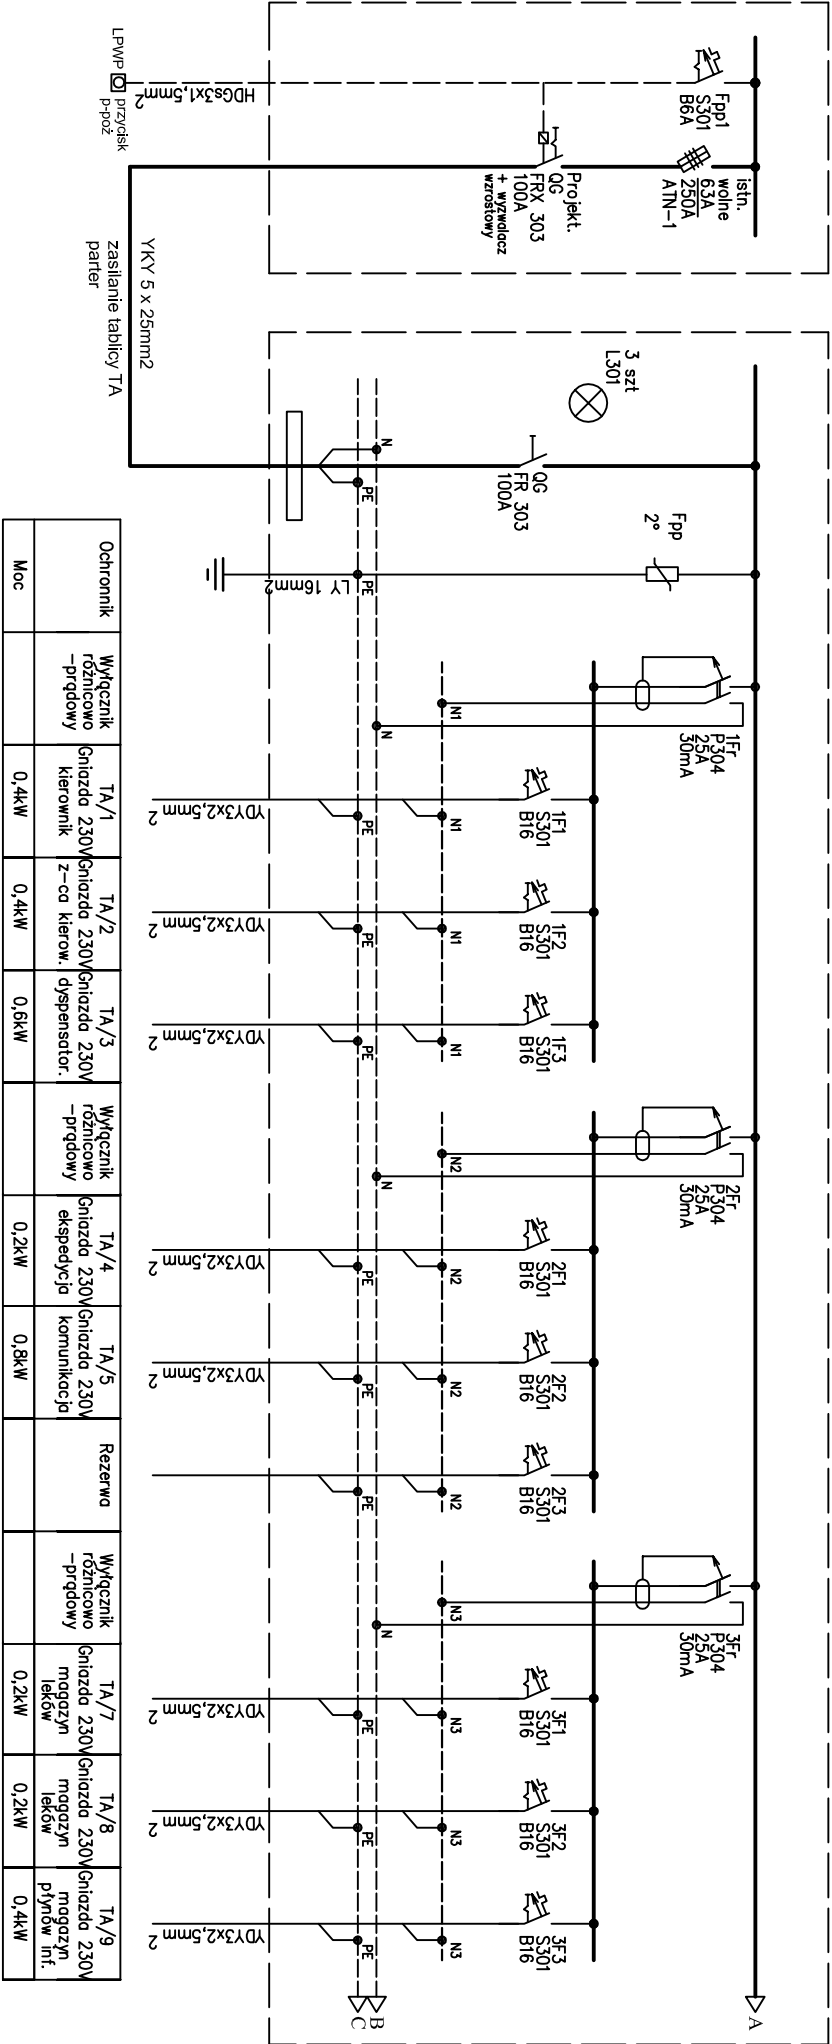 Fpp1
S301
B6A
istn.
wolne
63A
250A
ATN-1
Projekt.
QG
FRX 303
100A
+ wyzwalacz
wzrostowy
HDGs3x1,5mm2
LPWP
przycisk
p-poż
YKY 5 x 25mm2
zasilanie tablicy TA
parter
3 szt
L301
QG
FR 303
100A
N
PE
Fpp
2°
PE
LY 16mm2
1Fr
P304
25A
30mA
N1
N
1F1
S301
B16
N1
PE
YDY3x2,5mm2
1F2
S301
B16
N1
PE
YDY3x2,5mm2
1F3
S301
B16
N1
PE
YDY3x2,5mm2
2Fr
P304
25A
30mA
N2
N
2F1
S301
B16
N2
PE
YDY3x2,5mm2
2F2
S301
B16
N2
PE
YDY3x2,5mm2
2F3
S301
B16
N2
PE
3Fr
P304
25A
30mA
N3
N
3F1
S301
B16
N3
PE
YDY3x2,5mm2
3F2
S301
B16
N3
PE
YDY3x2,5mm2
3F3
S301
B16
N3
PE
YDY3x2,5mm2
A
B
C
Ochronnik
Wyłącznik
różnicowo
-prądowy
TA/1
Gniazda 230V
kierownik
TA/2
Gniazda 230V
z-ca kierow.
TA/3
Gniazda 230V
dyspensator.
Wyłącznik
różnicowo
-prądowy
TA/4
Gniazda 230V
ekspedycja
TA/5
Gniazda 230V
komunikacja
Rezerwa
Wyłącznik
różnicowo
-prądowy
TA/7
Gniazda 230V
magazyn
leków
TA/8
Gniazda 230V
magazyn
leków
TA/9
Gniazda 230V
magazyn
płynów inf.
Moc
0,4kW
0,4kW
0,6kW
0,2kW
0,8kW
0,2kW
0,2kW
0,4kW